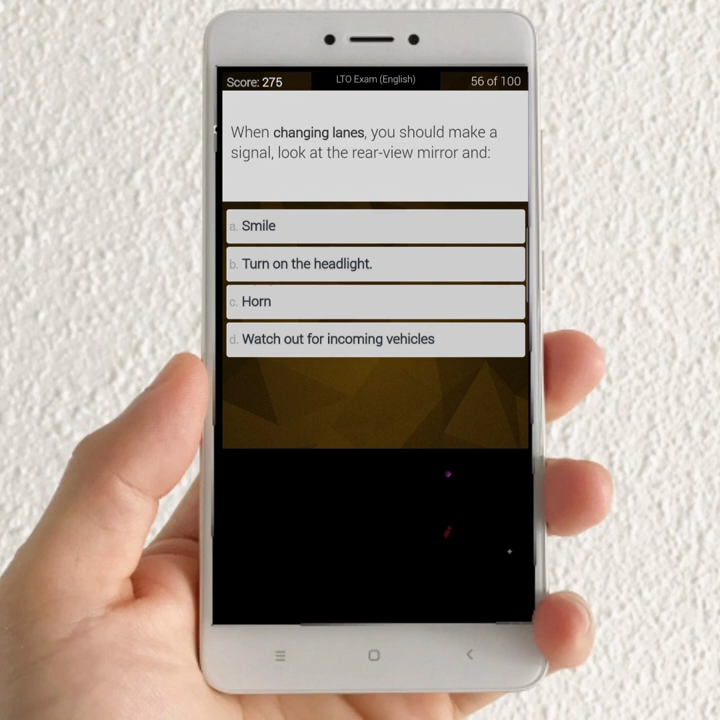 Score: 275
LTO Exam (English)
56 of 100
When changing lanes, you should make a
signal, look at the rear-view mirror and:
a. Smile
b. Turn on the headlight.
c. Horn
d. Watch out for incoming vehicles